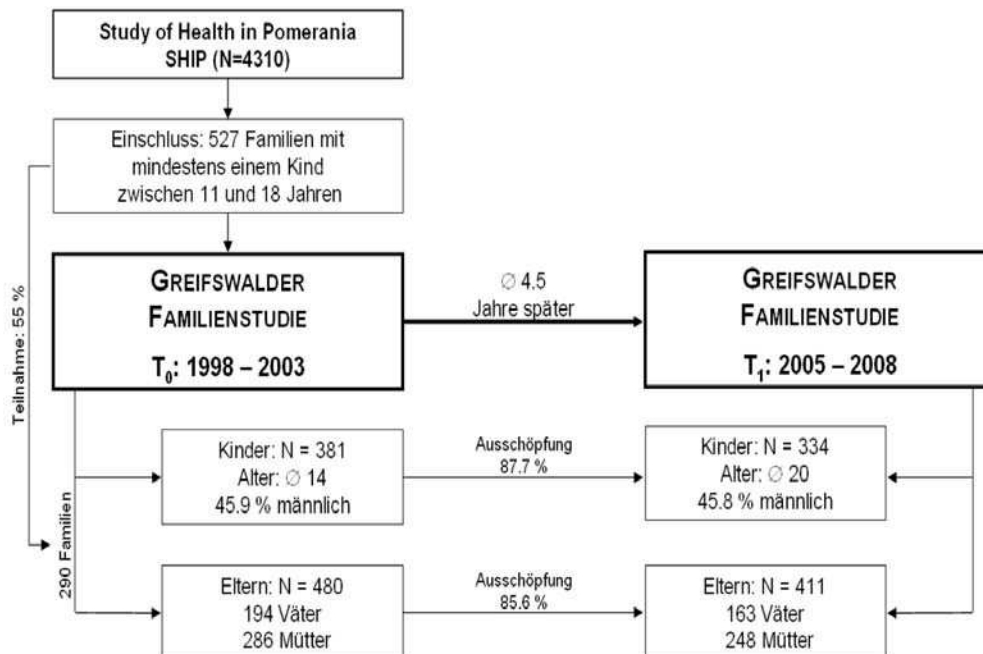 Study of Health in Pomerania
SHIP (N=4310)
Einschluss: 527 Familien mit
mindestens einem Kind
zwischen 11 und 18 Jahren
Teilnahme: 55 %
GREIFSWALDER
FAMILIENSTUDIE
T₀: 1998 – 2003
∅ 4.5
Jahre später
GREIFSWALDER
FAMILIENSTUDIE
T₁: 2005 – 2008
290 Familien
Kinder: N = 381
Alter: ∅ 14
45.9 % männlich
Ausschöpfung
87.7 %
Kinder: N = 334
Alter: ∅ 20
45.8 % männlich
Eltern: N = 480
194 Väter
286 Mütter
Ausschöpfung
85.6 %
Eltern: N = 411
163 Väter
248 Mütter